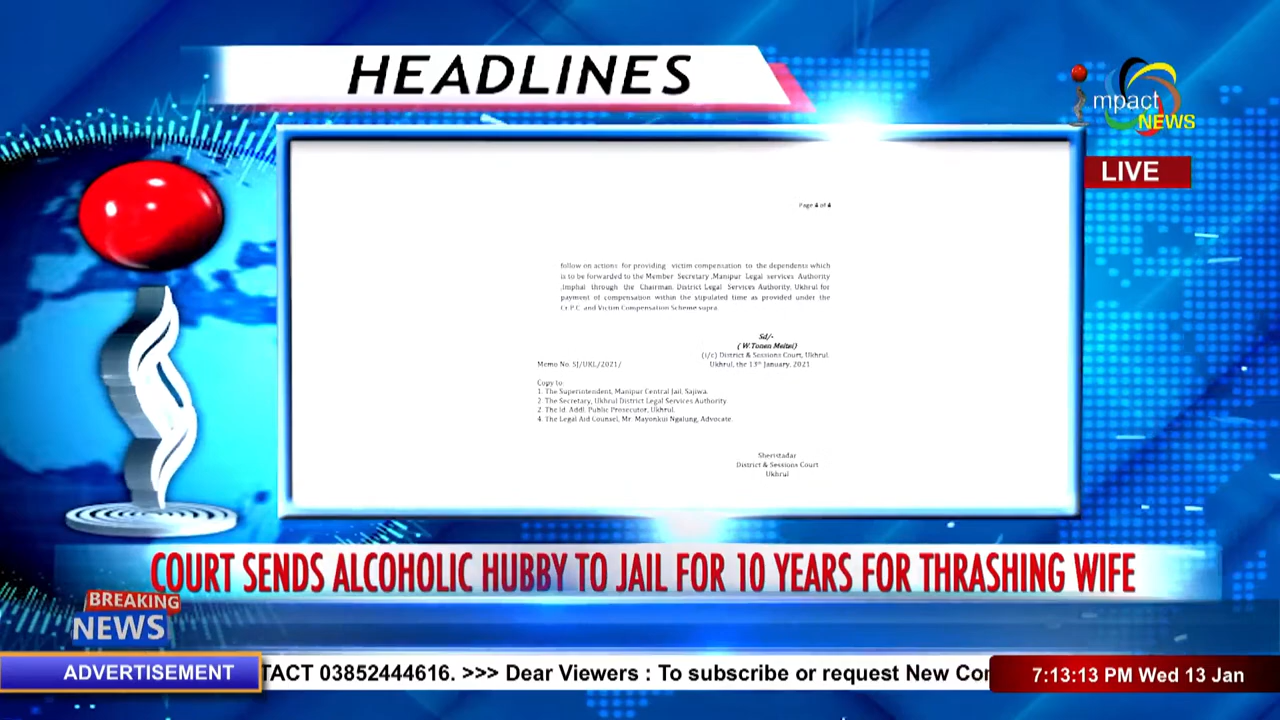 HEADLINES
mpact
NEWS
LIVE
Page 4 of 4
follow on actions for providing victim compensation to the dependents which
is to be forwarded to the Member Secretary ,Manipur Legal services Authority
,Imphal through the Chairman, District Legal Services Authority, Ukhrul for
payment of compensation within the stipulated time as provided under the
Cr.P.C. and Victim Compensation Scheme supra.
Sd/-
( W.Tonen Meitei)
(i/c) District & Sessions Court, Ukhrul.
Memo No. SJ/UKL/2021/
Ukhrul, the 13th January, 2021
Copy to:
1. The Superintendent, Manipur Central Jail, Sajiwa.
2. The Secretary, Ukhrul District Legal Services Authority
2. The ld. Addl. Public Prosecutor, Ukhrul.
4. The Legal Aid Counsel, Mr. Mayonkui Ngalung, Advocate.
Sheristadar
District & Sessions Court
Ukhrul
COURT SENDS ALCOHOLIC HUBBY TO JAIL FOR 10 YEARS FOR THRASHING WIFE
BREAKING
NEWS
ADVERTISEMENT
TACT 03852444616. >>> Dear Viewers : To subscribe or request New Con
7:13:13 PM Wed 13 Jan